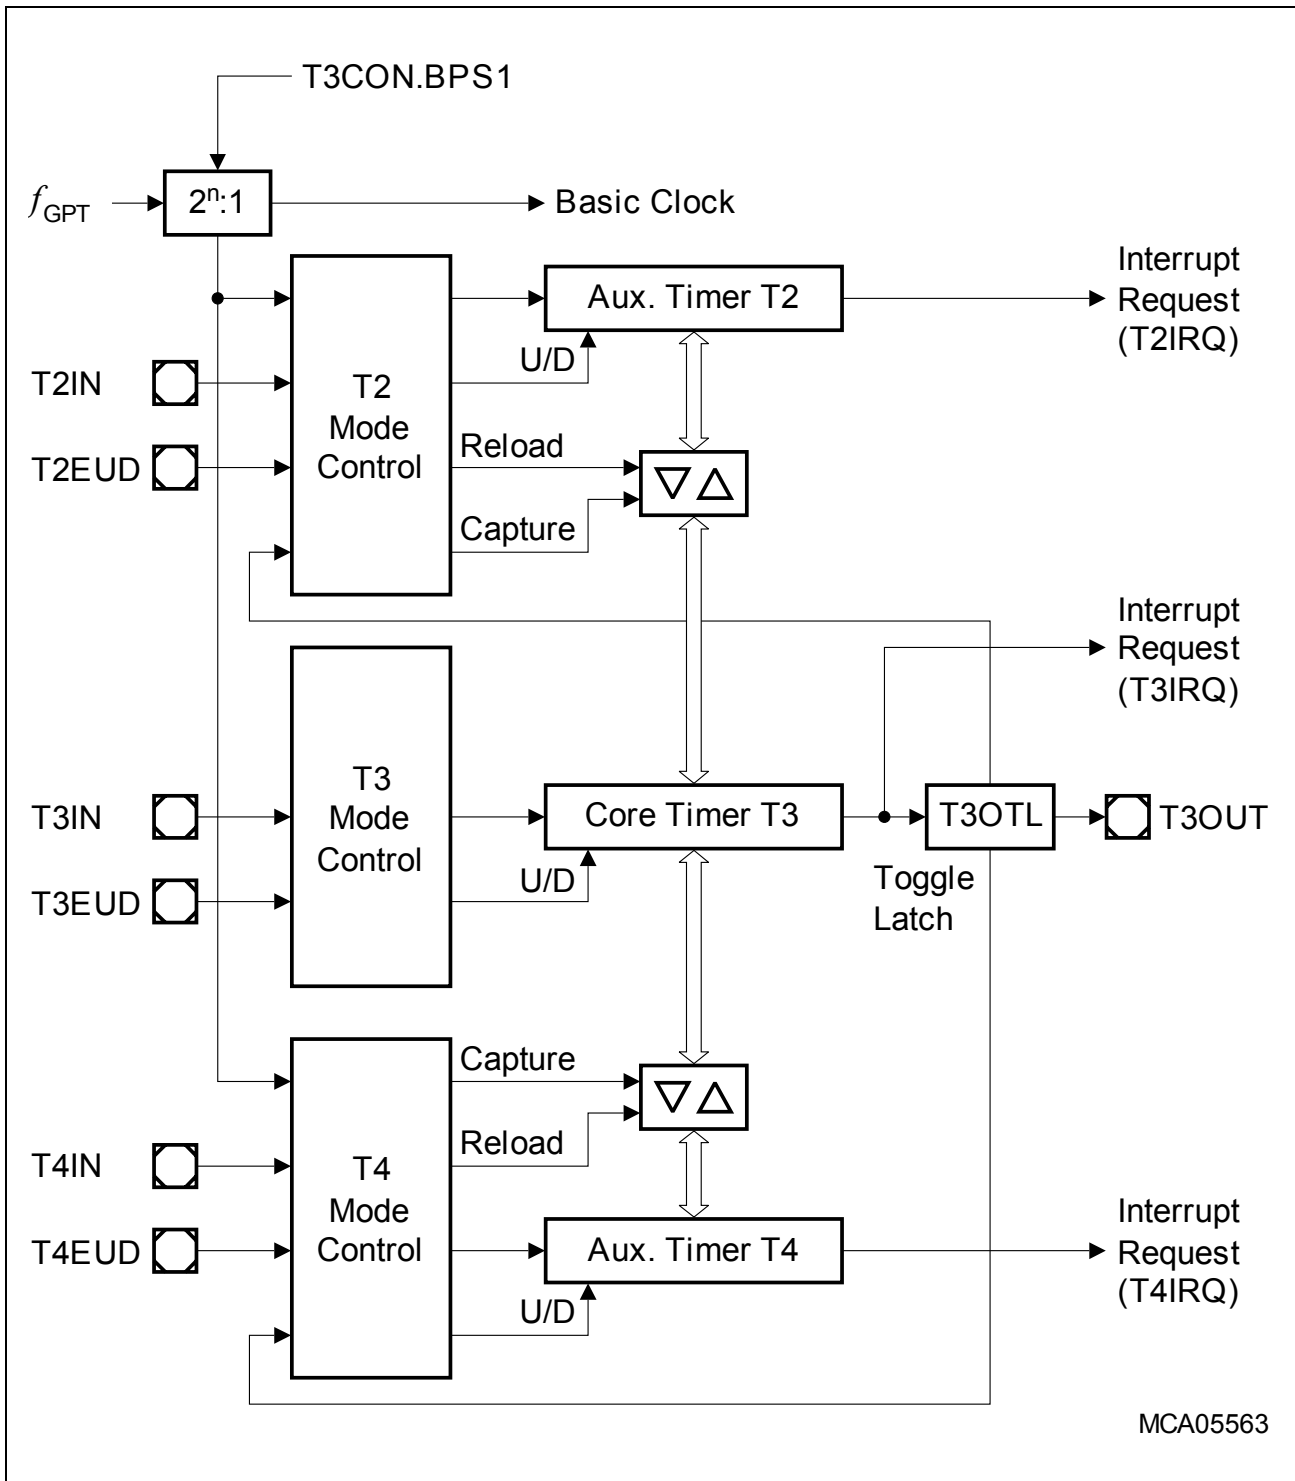 T3CON.BPS1
fGPT
2ⁿ:1
Basic Clock
Interrupt
Request
(T2IRQ)
Aux. Timer T2
U/D
T2IN
T2
Mode
Control
T2EUD
Reload
Capture
Interrupt
Request
(T3IRQ)
T3
Mode
Control
T3IN
Core Timer T3
T3OTL
T3OUT
U/D
Toggle
Latch
T3EUD
Capture
Reload
T4IN
T4
Mode
Control
T4EUD
Aux. Timer T4
U/D
Interrupt
Request
(T4IRQ)
MCA05563